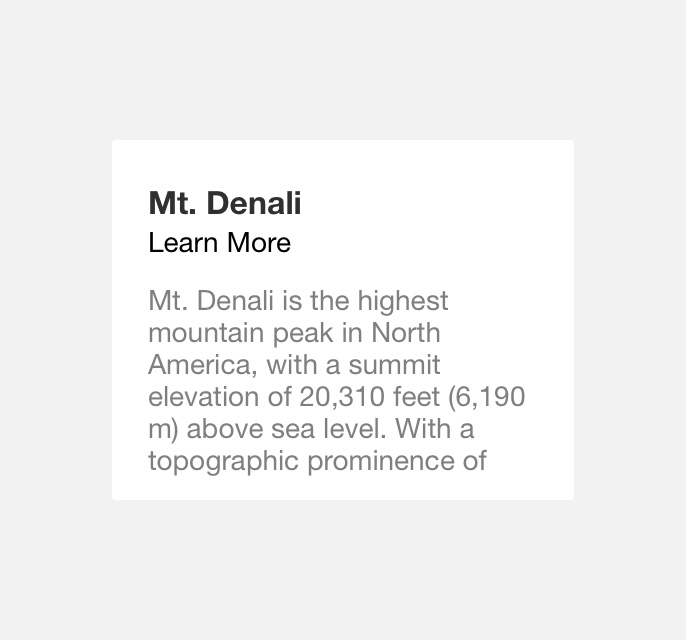 Mt. Denali
Learn More
Mt. Denali is the highest
mountain peak in North
America, with a summit
elevation of 20,310 feet (6,190
m) above sea level. With a
topographic prominence of